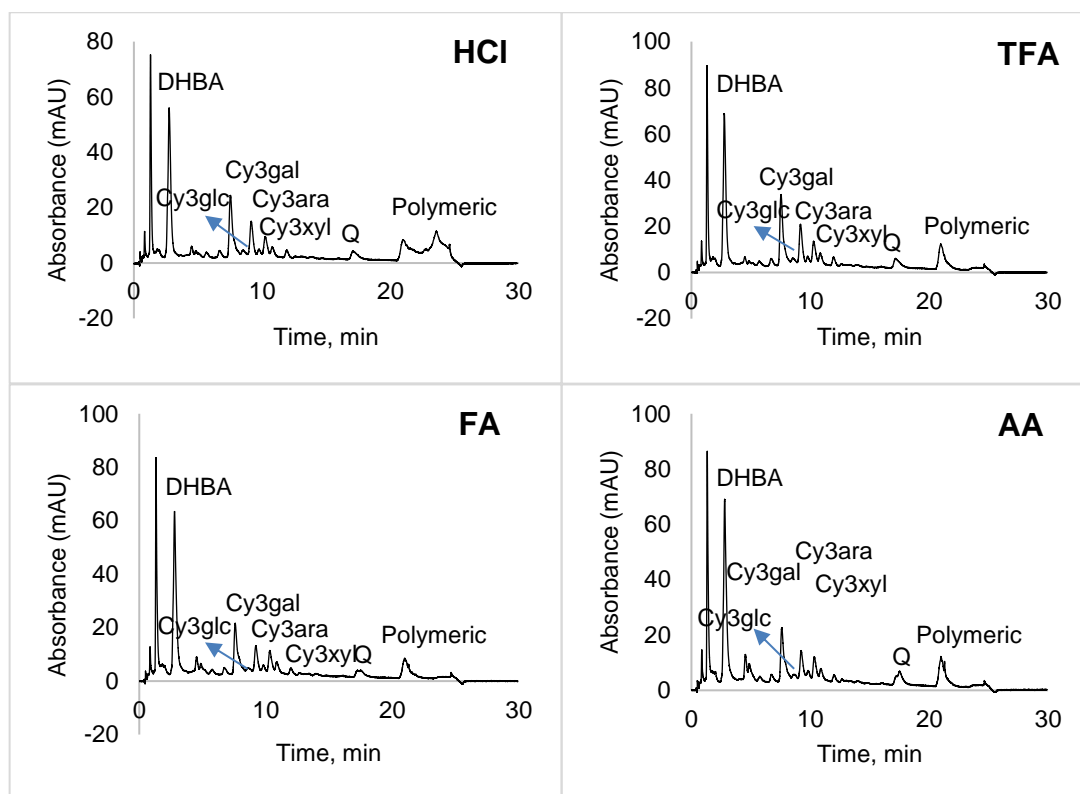 HCl
80
60
40
20
0
-20
Absorbance (mAU)
DHBA
Cy3gal
Cy3glc
Cy3ara
Cy3xyl
Q
Polymeric
0 10 20 30
Time, min
TFA
100
80
60
40
20
0
-20
Absorbance (mAU)
DHBA
Cy3gal
Cy3glc
Cy3ara
Cy3xyl
Q
Polymeric
0 10 20 30
Time, min
FA
100
80
60
40
20
0
-20
Absorbance (mAU)
DHBA
Cy3gal
Cy3glc
Cy3ara
Cy3xyl
Q
Polymeric
0 10 20 30
Time, min
AA
100
80
60
40
20
0
Absorbance (mAU)
DHBA
Cy3ara
Cy3gal
Cy3xyl
Cy3glc
Q
Polymeric
0 10 20 30
Time, min